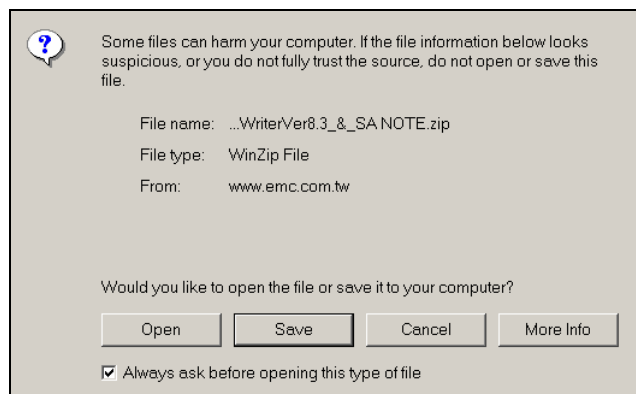 Some files can harm your computer. If the file information below looks
suspicious, or you do not fully trust the source, do not open or save this
file.
File name: ...WriterVer8.3_&_SA NOTE.zip
File type: WinZip File
From: www.emc.com.tw
Would you like to open the file or save it to your computer?
Open Save Cancel More Info
Always ask before opening this type of file